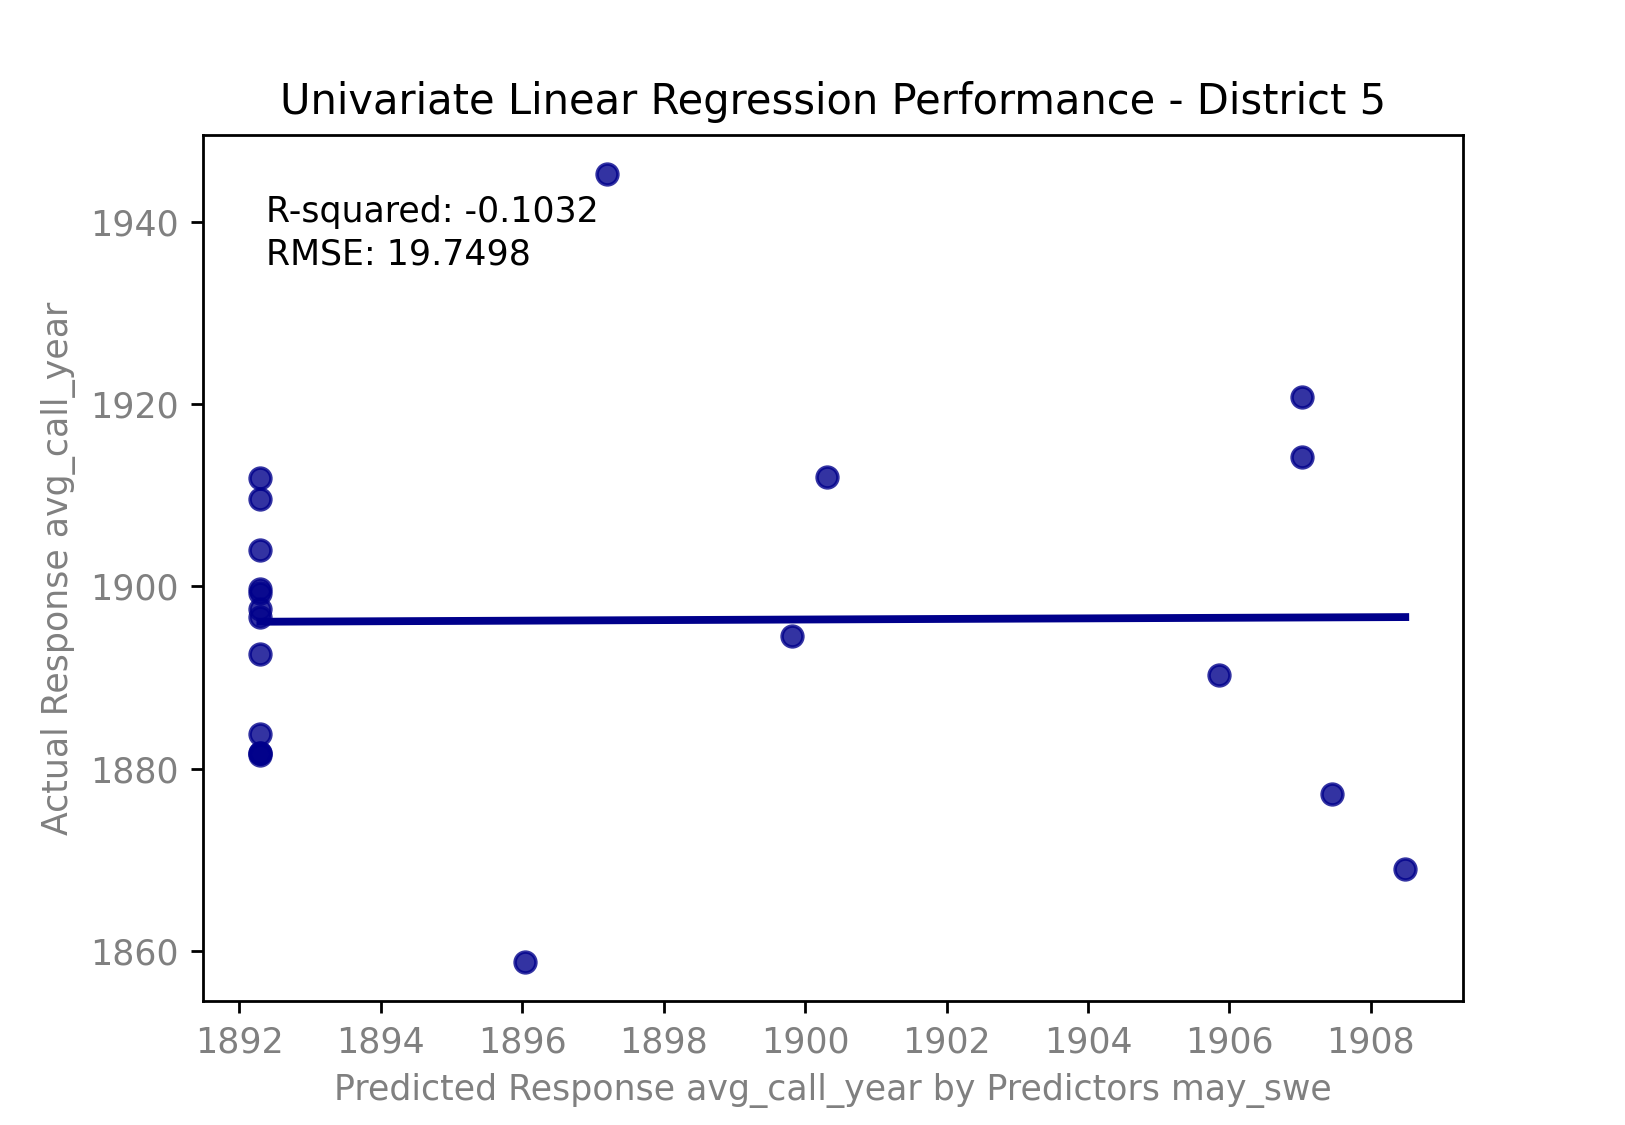 Univariate Linear Regression Performance - District 5
R-squared: -0.1032
RMSE: 19.7498
Actual Response avg_call_year
1940
1920
1900
1880
1860
1892 1894 1896 1898 1900 1902 1904 1906 1908
Predicted Response avg_call_year by Predictors may_swe